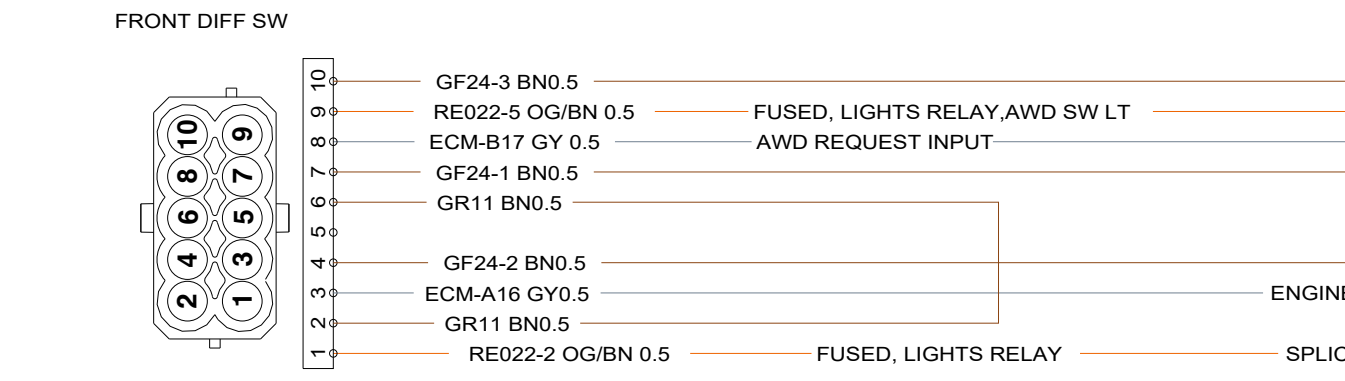 FRONT DIFF SW
10 GF24-3 BN0.5
9 RE022-5 OG/BN 0.5 FUSED, LIGHTS RELAY,AWD SW LT
8 ECM-B17 GY 0.5 AWD REQUEST INPUT
7 GF24-1 BN0.5
6 GR11 BN0.5
5
4 GF24-2 BN0.5
3 ECM-A16 GY0.5 ENGINE
2 GR11 BN0.5
1 RE022-2 OG/BN 0.5 FUSED, LIGHTS RELAY SPLIC
10 9
8 7
6 5
4 3
2 1